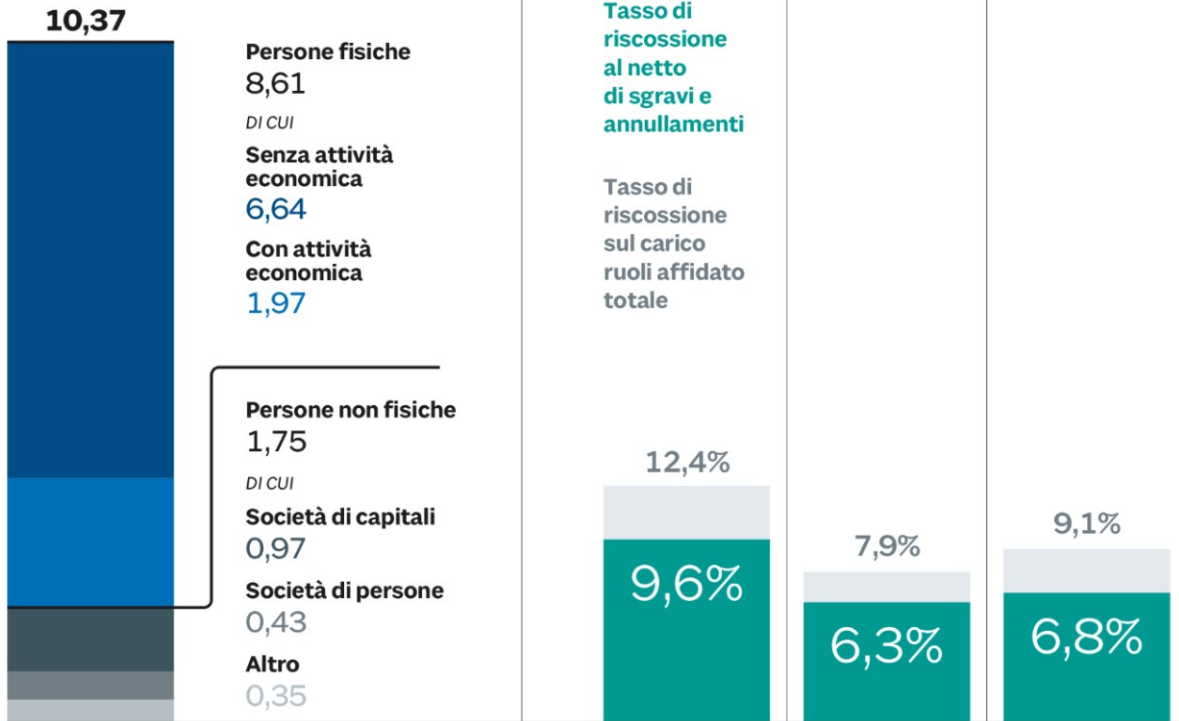 10,37
Persone fisiche
8,61
DI CUI
Senza attività
economica
6,64
Con attività
economica
1,97
Persone non fisiche
1,75
DI CUI
Società di capitali
0,97
Società di persone
0,43
Altro
0,35
Tasso di
riscossione
al netto
di sgravi e
annullamenti
Tasso di
riscossione
sul carico
ruoli affidato
totale
12,4%
9,6%
7,9%
6,3%
9,1%
6,8%